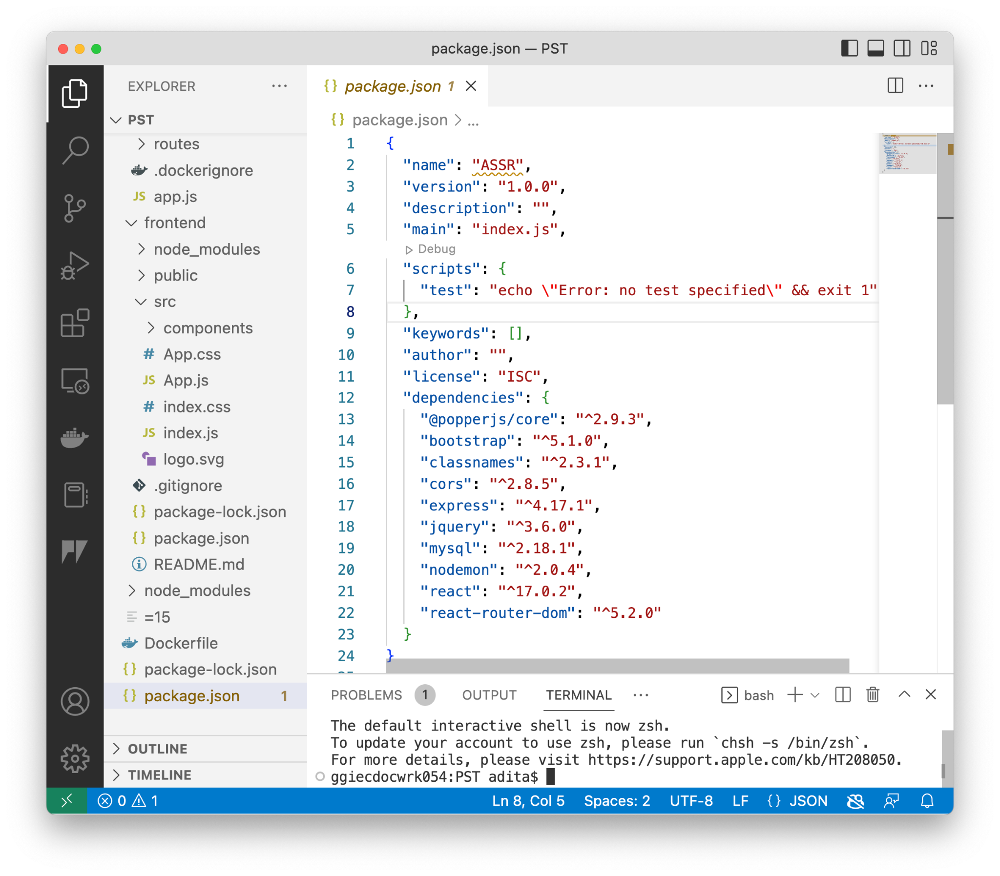 package.json — PST
EXPLORER
PST
routes
.dockerignore
JS app.js
frontend
node_modules
public
src
components
# App.css
JS App.js
# index.css
JS index.js
logo.svg
.gitignore
{} package-lock.json
{} package.json
README.md
node_modules
=15
Dockerfile
{} package-lock.json
{} package.json 1
OUTLINE
TIMELINE
{} package.json 1
{} package.json > ...
1 {
2 "name": "ASSR",
3 "version": "1.0.0",
4 "description": "",
5 "main": "index.js",
Debug
6 "scripts": {
7 "test": "echo \"Error: no test specified\" && exit 1"
8 },
9 "keywords": [],
10 "author": "",
11 "license": "ISC",
12 "dependencies": {
13 "@popperjs/core": "^2.9.3",
14 "bootstrap": "^5.1.0",
15 "classnames": "^2.3.1",
16 "cors": "^2.8.5",
17 "express": "^4.17.1",
18 "jquery": "^3.6.0",
19 "mysql": "^2.18.1",
20 "nodemon": "^2.0.4",
21 "react": "^17.0.2",
22 "react-router-dom": "^5.2.0"
23 }
24 }
PROBLEMS 1 OUTPUT TERMINAL ... bash
The default interactive shell is now zsh.
To update your account to use zsh, please run `chsh -s /bin/zsh`.
For more details, please visit https://support.apple.com/kb/HT208050.
ggiecdocwrk054:PST adita$
0 1 Ln 8, Col 5 Spaces: 2 UTF-8 LF {} JSON